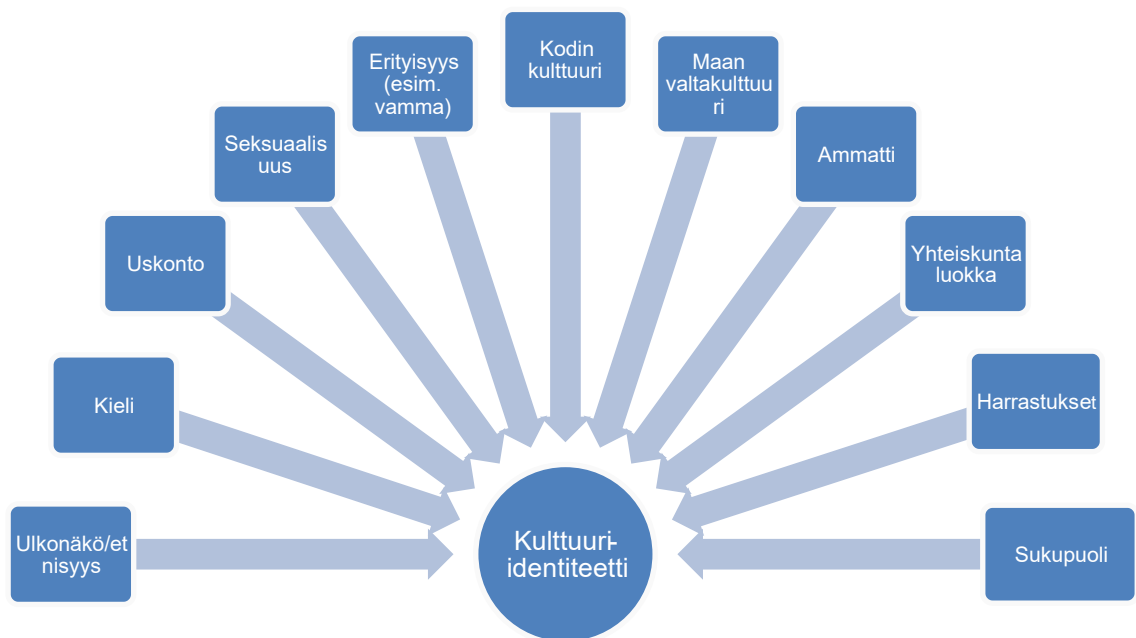 Kodin
kulttuuri
Erityisyys
(esim.
vamma)
Maan
valtakulttuu
ri
Seksuaalis
uus
Ammatti
Uskonto
Yhteiskunta
luokka
Kieli
Harrastukset
Ulkonäkö/et
nisyys
Kulttuuri-
identiteetti
Sukupuoli